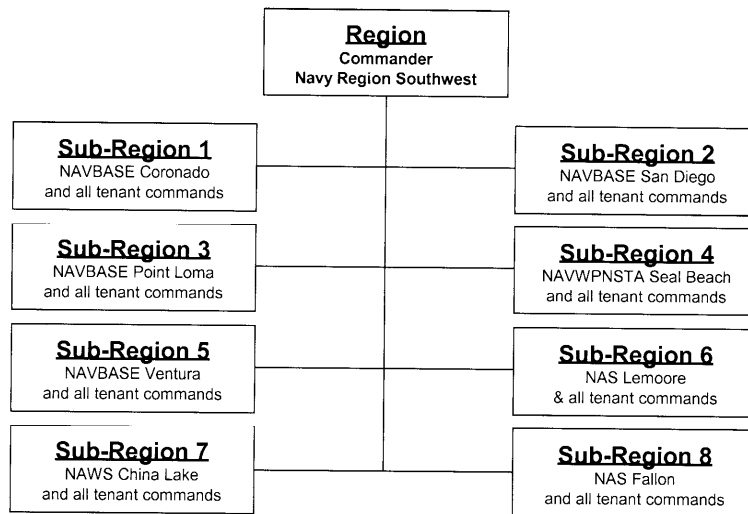 Region
Commander
Navy Region Southwest
Sub-Region 1
NAVBASE Coronado
and all tenant commands
Sub-Region 2
NAVBASE San Diego
and all tenant commands
Sub-Region 3
NAVBASE Point Loma
and all tenant commands
Sub-Region 4
NAVWPNSTA Seal Beach
and all tenant commands
Sub-Region 5
NAVBASE Ventura
and all tenant commands
Sub-Region 6
NAS Lemoore
& all tenant commands
Sub-Region 7
NAWS China Lake
and all tenant commands
Sub-Region 8
NAS Fallon
and all tenant commands